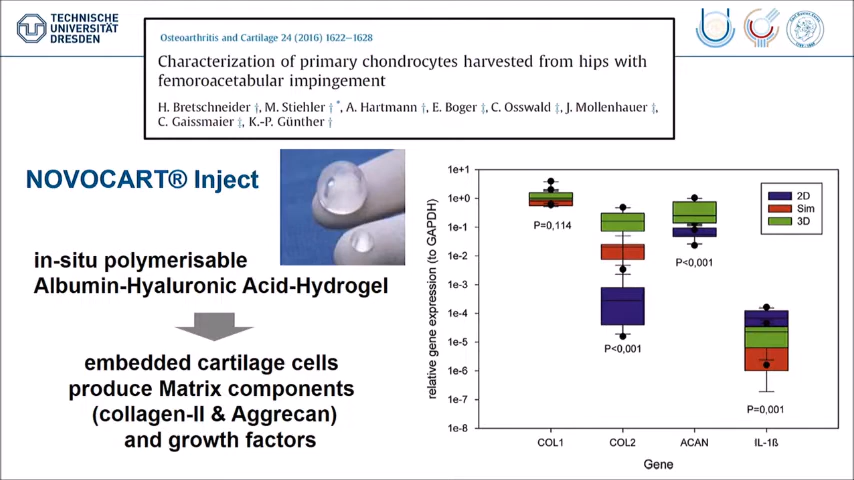 TECHNISCHE
UNIVERSITÄT
DRESDEN
Osteoarthritis and Cartilage 24 (2016) 1622–1628
Characterization of primary chondrocytes harvested from hips with
femoroacetabular impingement
H. Bretschneider †, M. Stiehler † *, A. Hartmann †, E. Boger ‡, C. Osswald ‡, J. Mollenhauer ‡,
C. Gaissmaier ‡, K.-P. Günther †
NOVOCART® Inject
in-situ polymerisable
Albumin-Hyaluronic Acid-Hydrogel
embedded cartilage cells
produce Matrix components
(collagen-II & Aggrecan)
and growth factors
relative gene expression (to GAPDH)
1e+1
1e+0
1e-1
1e-2
1e-3
1e-4
1e-5
1e-6
1e-7
1e-8
2D
Sim
3D
P=0,114
P<0,001
P<0,001
P=0,001
COL1 COL2 ACAN IL-1ß
Gene